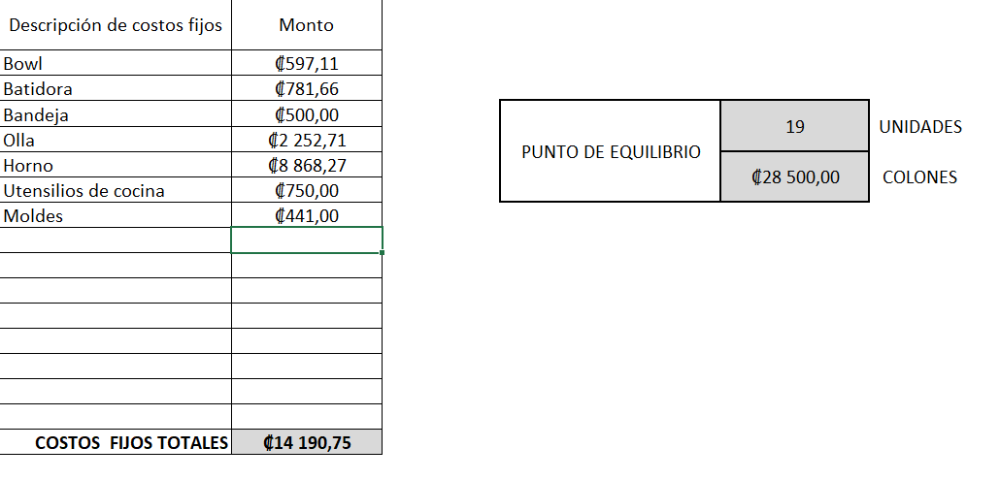 Descripción de costos fijos Monto
Bowl ₡597,11
Batidora ₡781,66
Bandeja ₡500,00
Olla ₡2 252,71
Horno ₡8 868,27
Utensilios de cocina ₡750,00
Moldes ₡441,00
COSTOS FIJOS TOTALES ₡14 190,75
PUNTO DE EQUILIBRIO
19 UNIDADES
₡28 500,00 COLONES